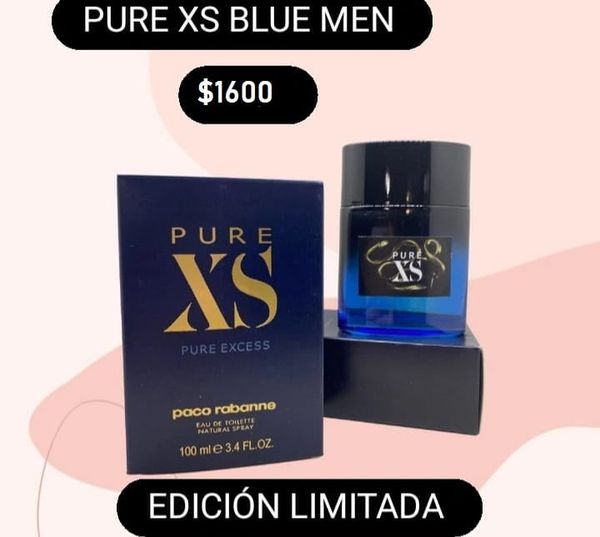 PURE XS BLUE MEN
$1600
PURE
XS
PURE EXCESS
paco rabanne
EAU DE TOILETTE
NATURAL SPRAY
100 ml e 3.4 FL.OZ.
PURE
XS
EDICIÓN LIMITADA